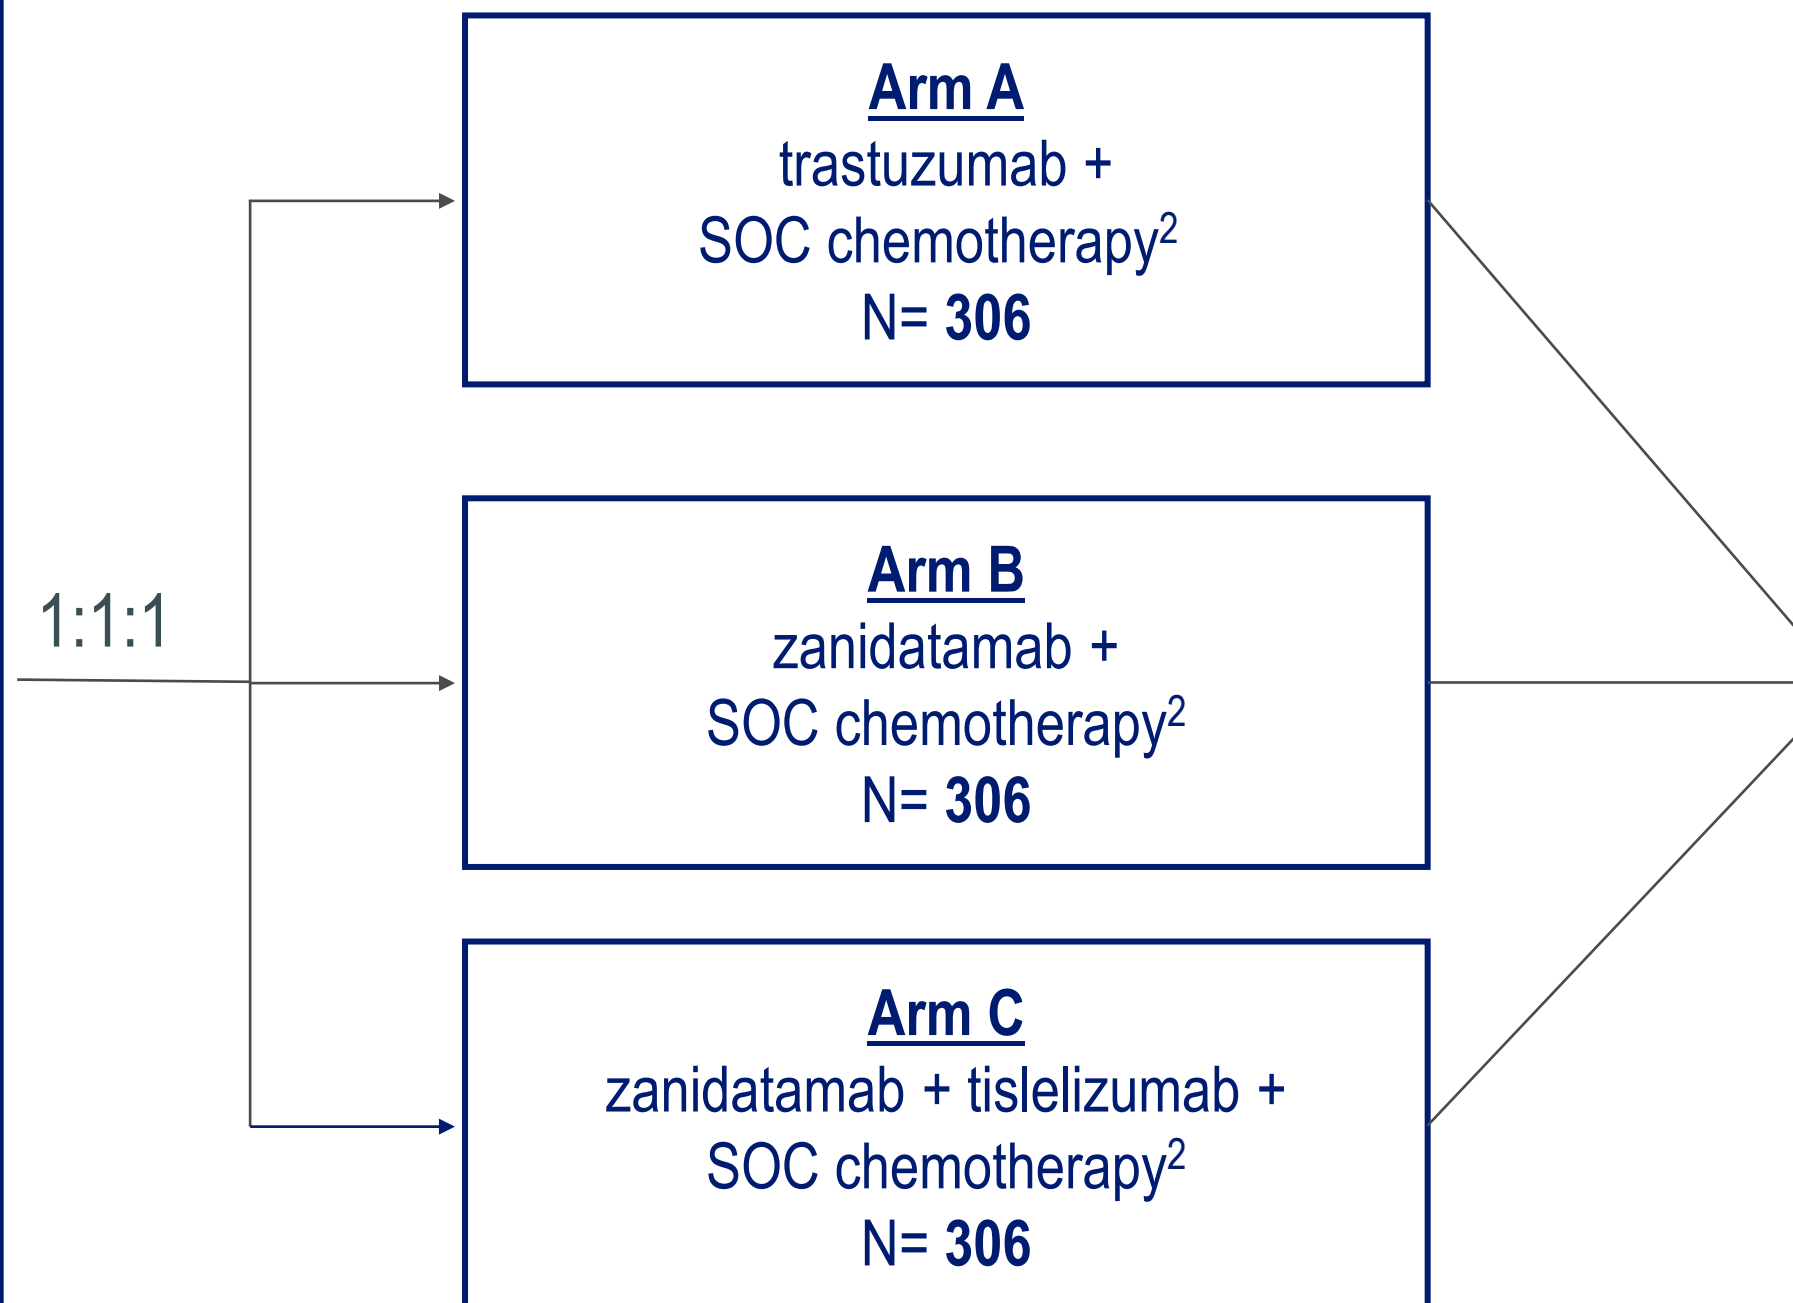 Arm A
trastuzumab +
SOC chemotherapy²
N= 306
1:1:1
Arm B
zanidatamab +
SOC chemotherapy²
N= 306
Arm C
zanidatamab + tislelizumab +
SOC chemotherapy²
N= 306